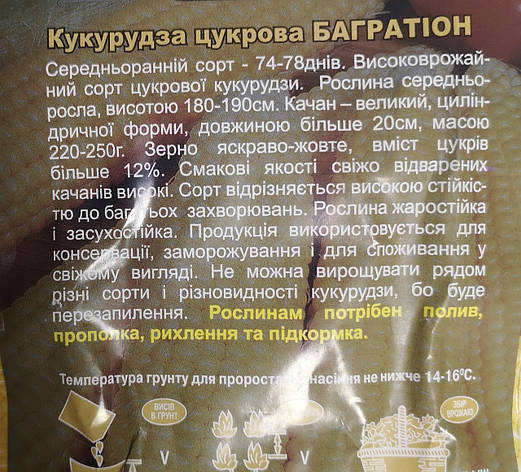 Кукурудза цукрова БАГРАТІОН
Середньоранній сорт - 74-78днів. Високоврожай-
ний сорт цукрової кукурудзи. Рослина середньо-
росла, висотою 180-190см. Качан – великий, цилін-
дричної форми, довжиною більше 20см, масою
220-250г. Зерно яскраво-жовте, вміст цукрів
більше 12%. Смакові якості свіжо відварених
качанів високі. Сорт відрізняється високою стійкіс-
тю до багатьох захворювань. Рослина жаростійка
і засухостійка. Продукція використовується для
консервації, заморожування і для споживання у
свіжому вигляді. Не можна вирощувати рядом
різні сорти і різновидності кукурудзи, бо буде
перезапилення. Рослинам потрібен полив,
прополка, рихлення та підкормка.
Температура грунту для пророста насіння не нижче 14-16⁰С.
ВИСІВ
В ҐРУНТ
ЗБІР
ВРОЖАЮ
V
V